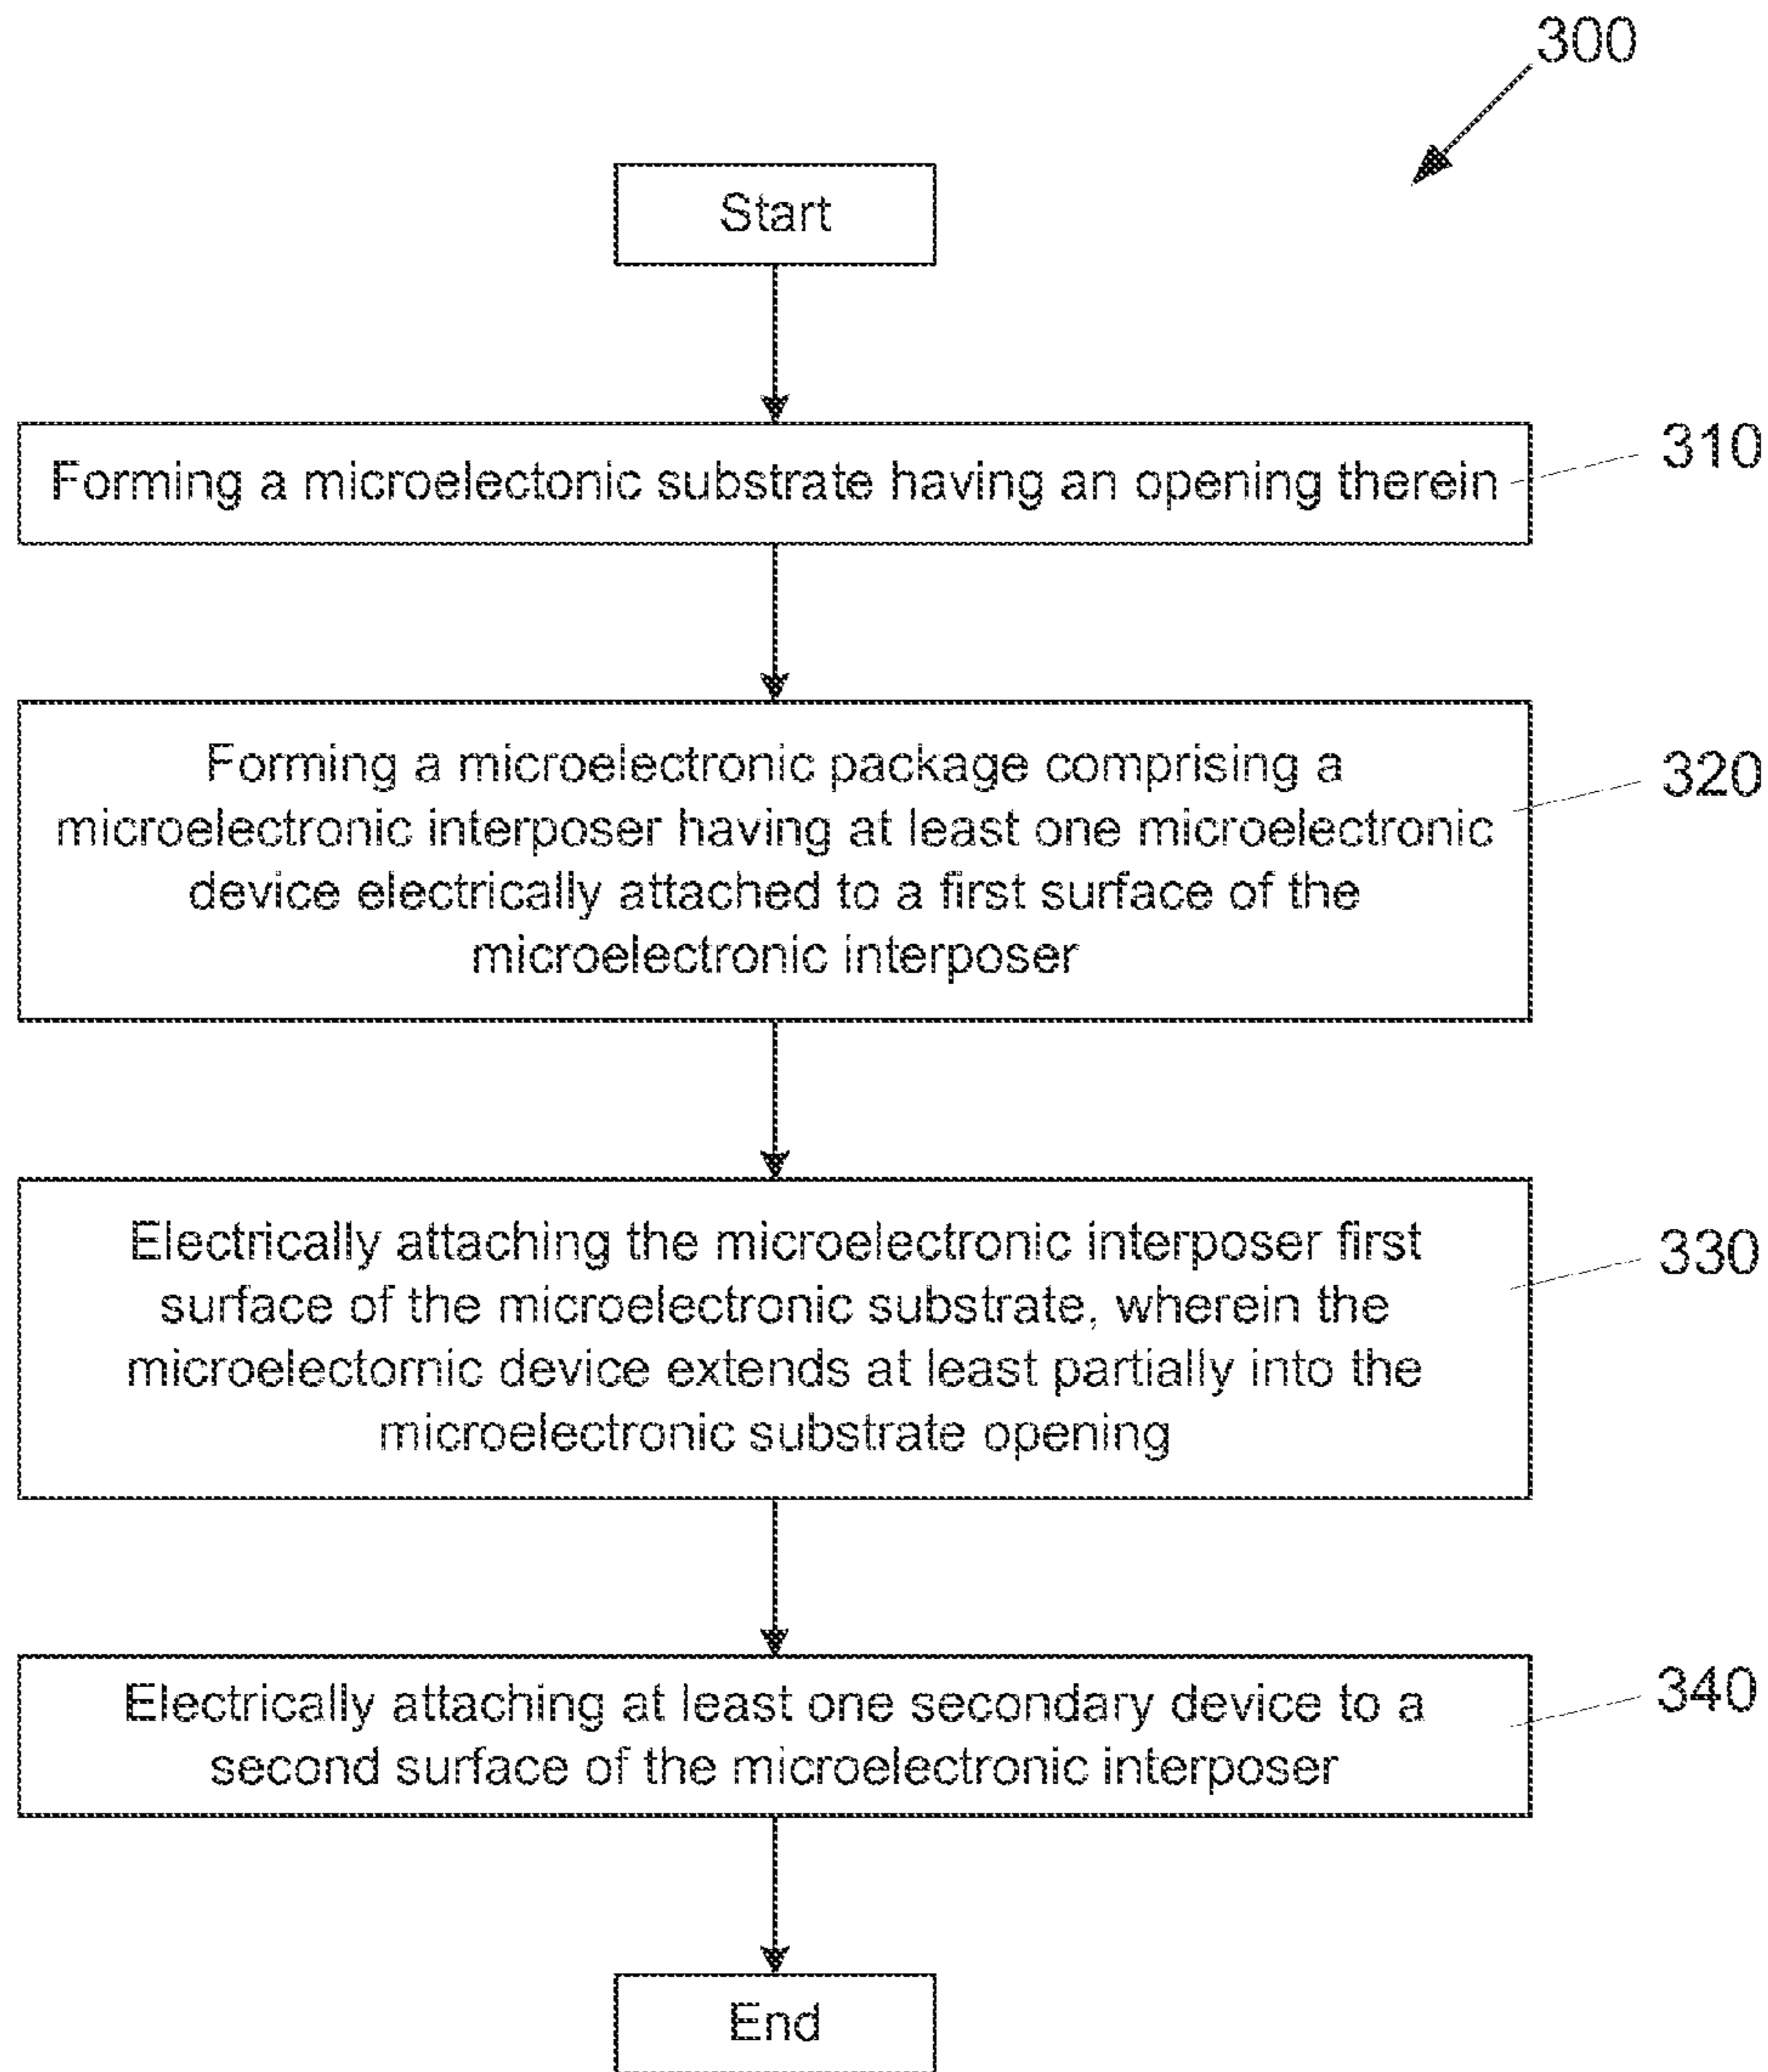 300
Start
Forming a microelectonic substrate having an opening therein
310
Forming a microelectronic package comprising a
microelectronic interposer having at least one microelectronic
device electrically attached to a first surface of the
microelectronic interposer
320
Electrically attaching the microelectronic interposer first
surface of the microelectronic substrate, wherein the
microelectornic device extends at least partially into the
microelectronic substrate opening
330
Electrically attaching at least one secondary device to a
second surface of the microelectronic interposer
340
End